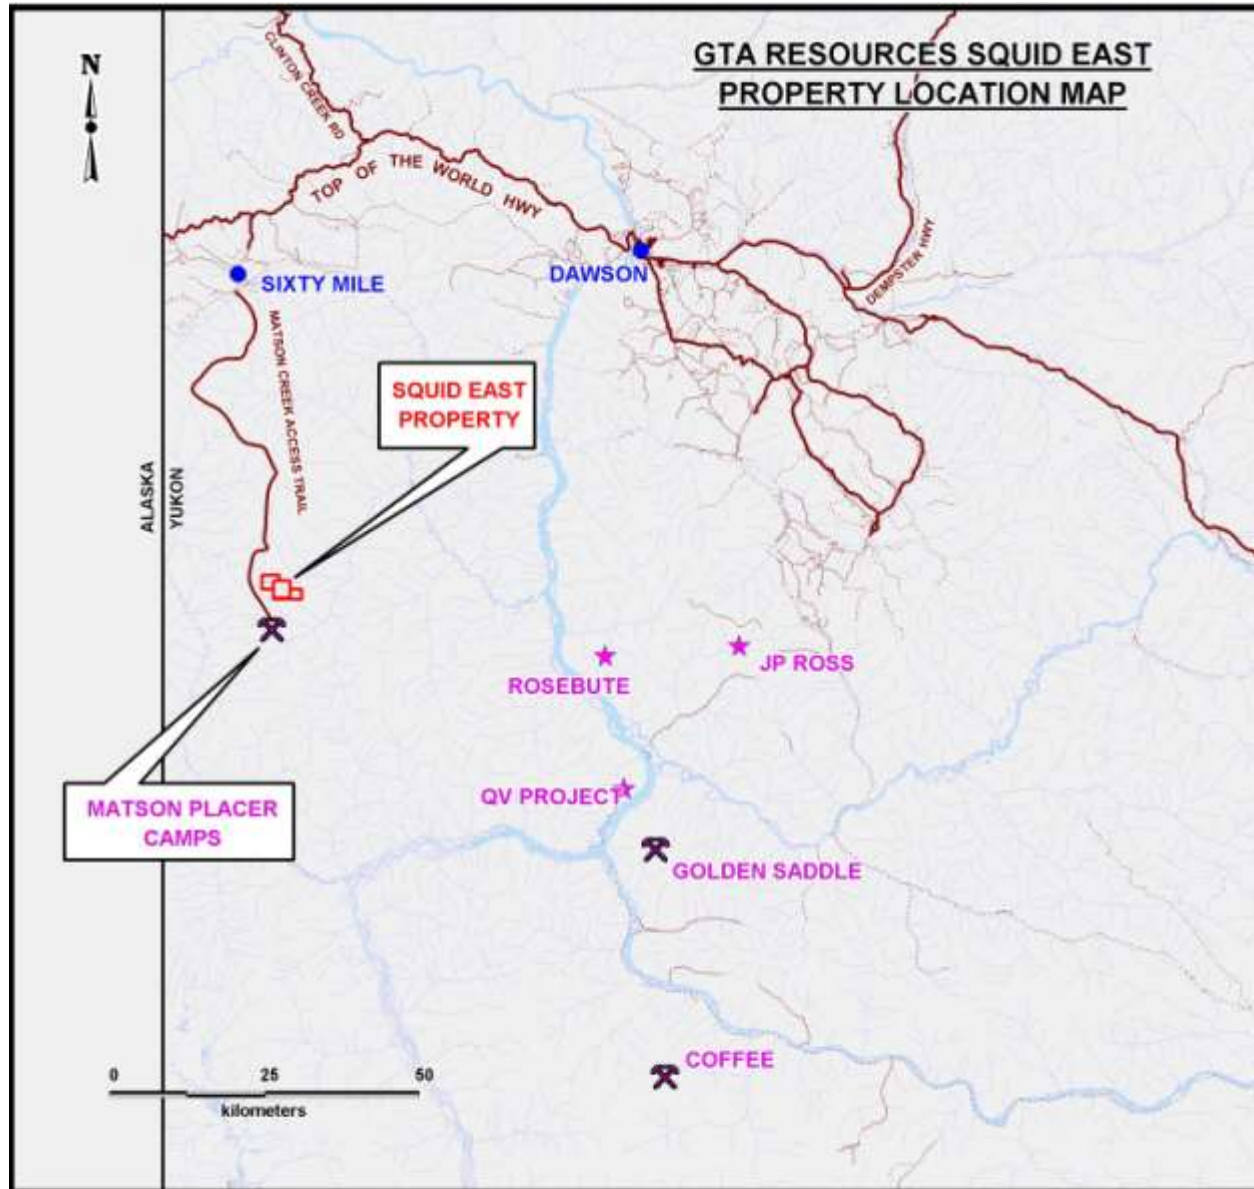 GTA RESOURCES SQUID EAST
PROPERTY LOCATION MAP
N
CLINTON CREEK RD
TOP OF THE WORLD HWY
DEMPSTER HWY
DAWSON
SIXTY MILE
MATSON CREEK ACCESS TRAIL
SQUID EAST
PROPERTY
ALASKA
YUKON
ROSEBUTE
JP ROSS
QV PROJECT
MATSON PLACER
CAMPS
GOLDEN SADDLE
COFFEE
0 25 50
kilometers